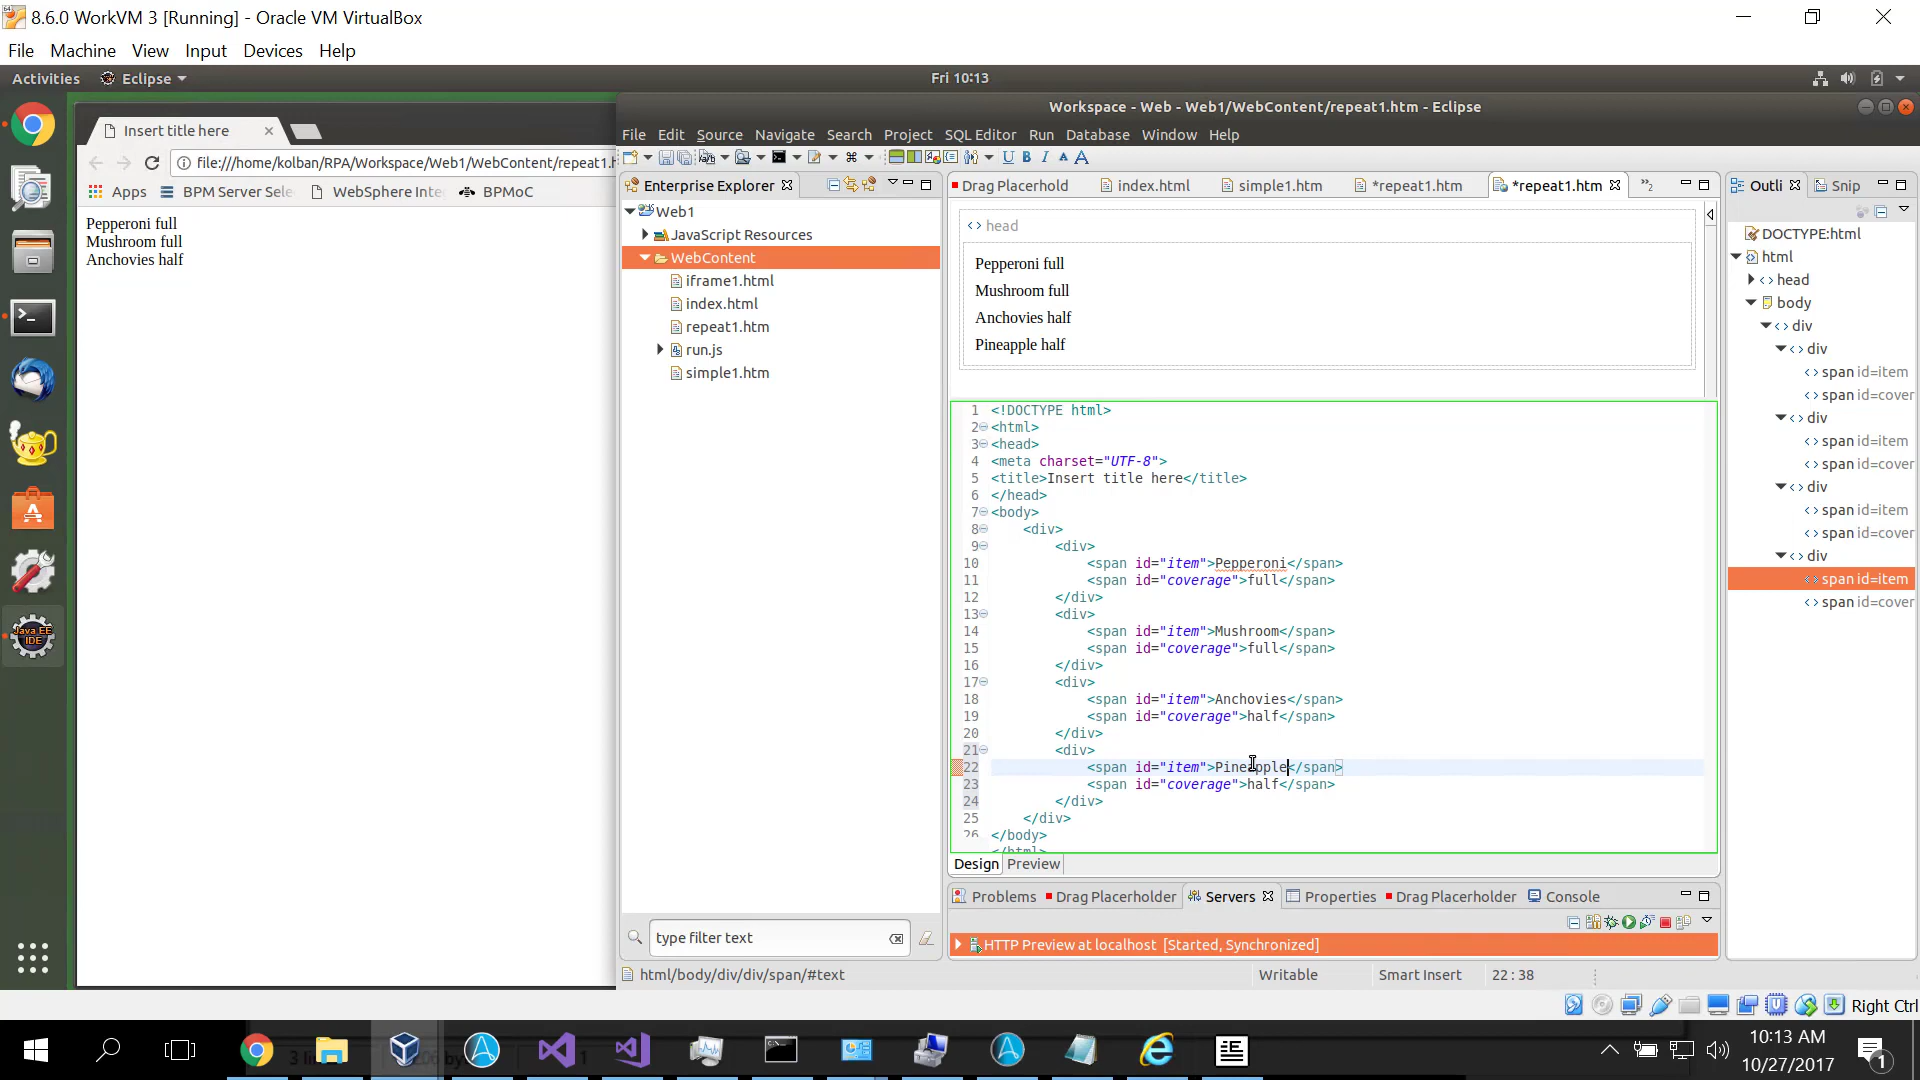 8.6.0 WorkVM 3 [Running] - Oracle VM VirtualBox
File Machine View Input Devices Help
Activities Eclipse Fri 10:13
Insert title here
file:///home/kolban/RPA/Workspace/Web1/WebContent/repeat1.h
Apps BPM Server Sele WebSphere Inte BPMoC
Pepperoni full
Mushroom full
Anchovies half
Workspace - Web - Web1/WebContent/repeat1.htm - Eclipse
File Edit Source Navigate Search Project SQL Editor Run Database Window Help
Enterprise Explorer
Web1
JavaScript Resources
WebContent
iframe1.html
index.html
repeat1.htm
run.js
simple1.htm
type filter text
Drag Placerhold index.html simple1.htm *repeat1.htm *repeat1.htm »2
head
Pepperoni full
Mushroom full
Anchovies half
Pineapple half
1 <!DOCTYPE html>
2 <html>
3 <head>
4 <meta charset="UTF-8">
5 <title>Insert title here</title>
6 </head>
7 <body>
8 <div>
9 <div>
10 <span id="item">Pepperoni</span>
11 <span id="coverage">full</span>
12 </div>
13 <div>
14 <span id="item">Mushroom</span>
15 <span id="coverage">full</span>
16 </div>
17 <div>
18 <span id="item">Anchovies</span>
19 <span id="coverage">half</span>
20 </div>
21 <div>
22 <span id="item">Pineapple</span>
23 <span id="coverage">half</span>
24 </div>
25 </div>
26 </body>
</html>
Design Preview
Problems Drag Placeholder Servers Properties Drag Placeholder Console
HTTP Preview at localhost [Started, Synchronized]
Outli Snip
DOCTYPE:html
html
head
body
div
div
span id=item
span id=cover
div
span id=item
span id=cover
div
span id=item
span id=cover
div
span id=item
span id=cover
html/body/div/div/span/#text Writable Smart Insert 22 : 38
Java EE
IDE
Right Ctrl
10:13 AM
10/27/2017
1